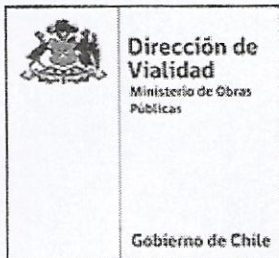 Dirección de
Vialidad
Ministerio de Obras
Públicas
Gobierno de Chile